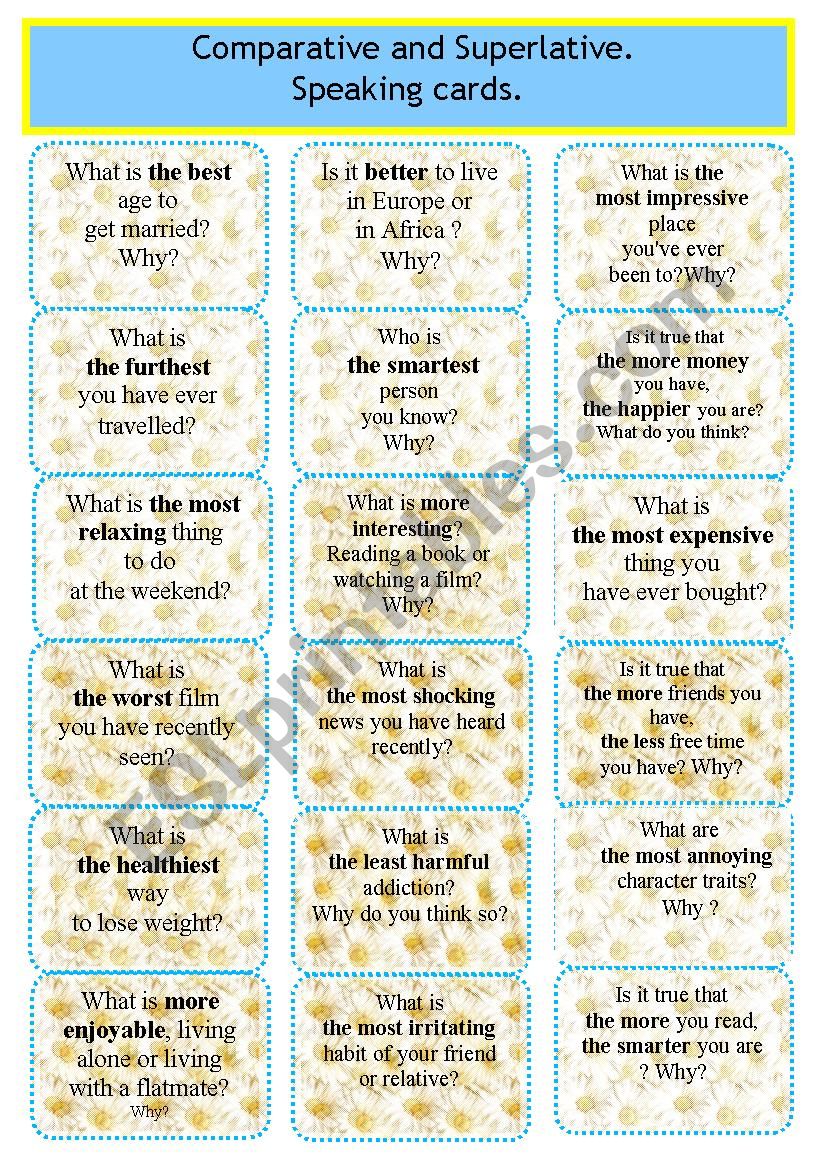 Comparative and Superlative.
Speaking cards.
What is the best
age to
get married?
Why?
Is it better to live
in Europe or
in Africa ?
Why?
What is the
most impressive
place
you've ever
been to?Why?
What is
the furthest
you have ever
travelled?
Who is
the smartest
person
you know?
Why?
Is it true that
the more money
you have,
the happier you are?
What do you think?
What is the most
relaxing thing
to do
at the weekend?
What is more
interesting?
Reading a book or
watching a film?
Why?
What is
the most expensive
thing you
have ever bought?
What is
the worst film
you have recently
seen?
What is
the most shocking
news you have heard
recently?
Is it true that
the more friends you
have,
the less free time
you have? Why?
What is
the healthiest
way
to lose weight?
What is
the least harmful
addiction?
Why do you think so?
What are
the most annoying
character traits?
Why ?
What is more
enjoyable, living
alone or living
with a flatmate?
Why?
What is
the most irritating
habit of your friend
or relative?
Is it true that
the more you read,
the smarter you are
? Why?
ESLprintables.com